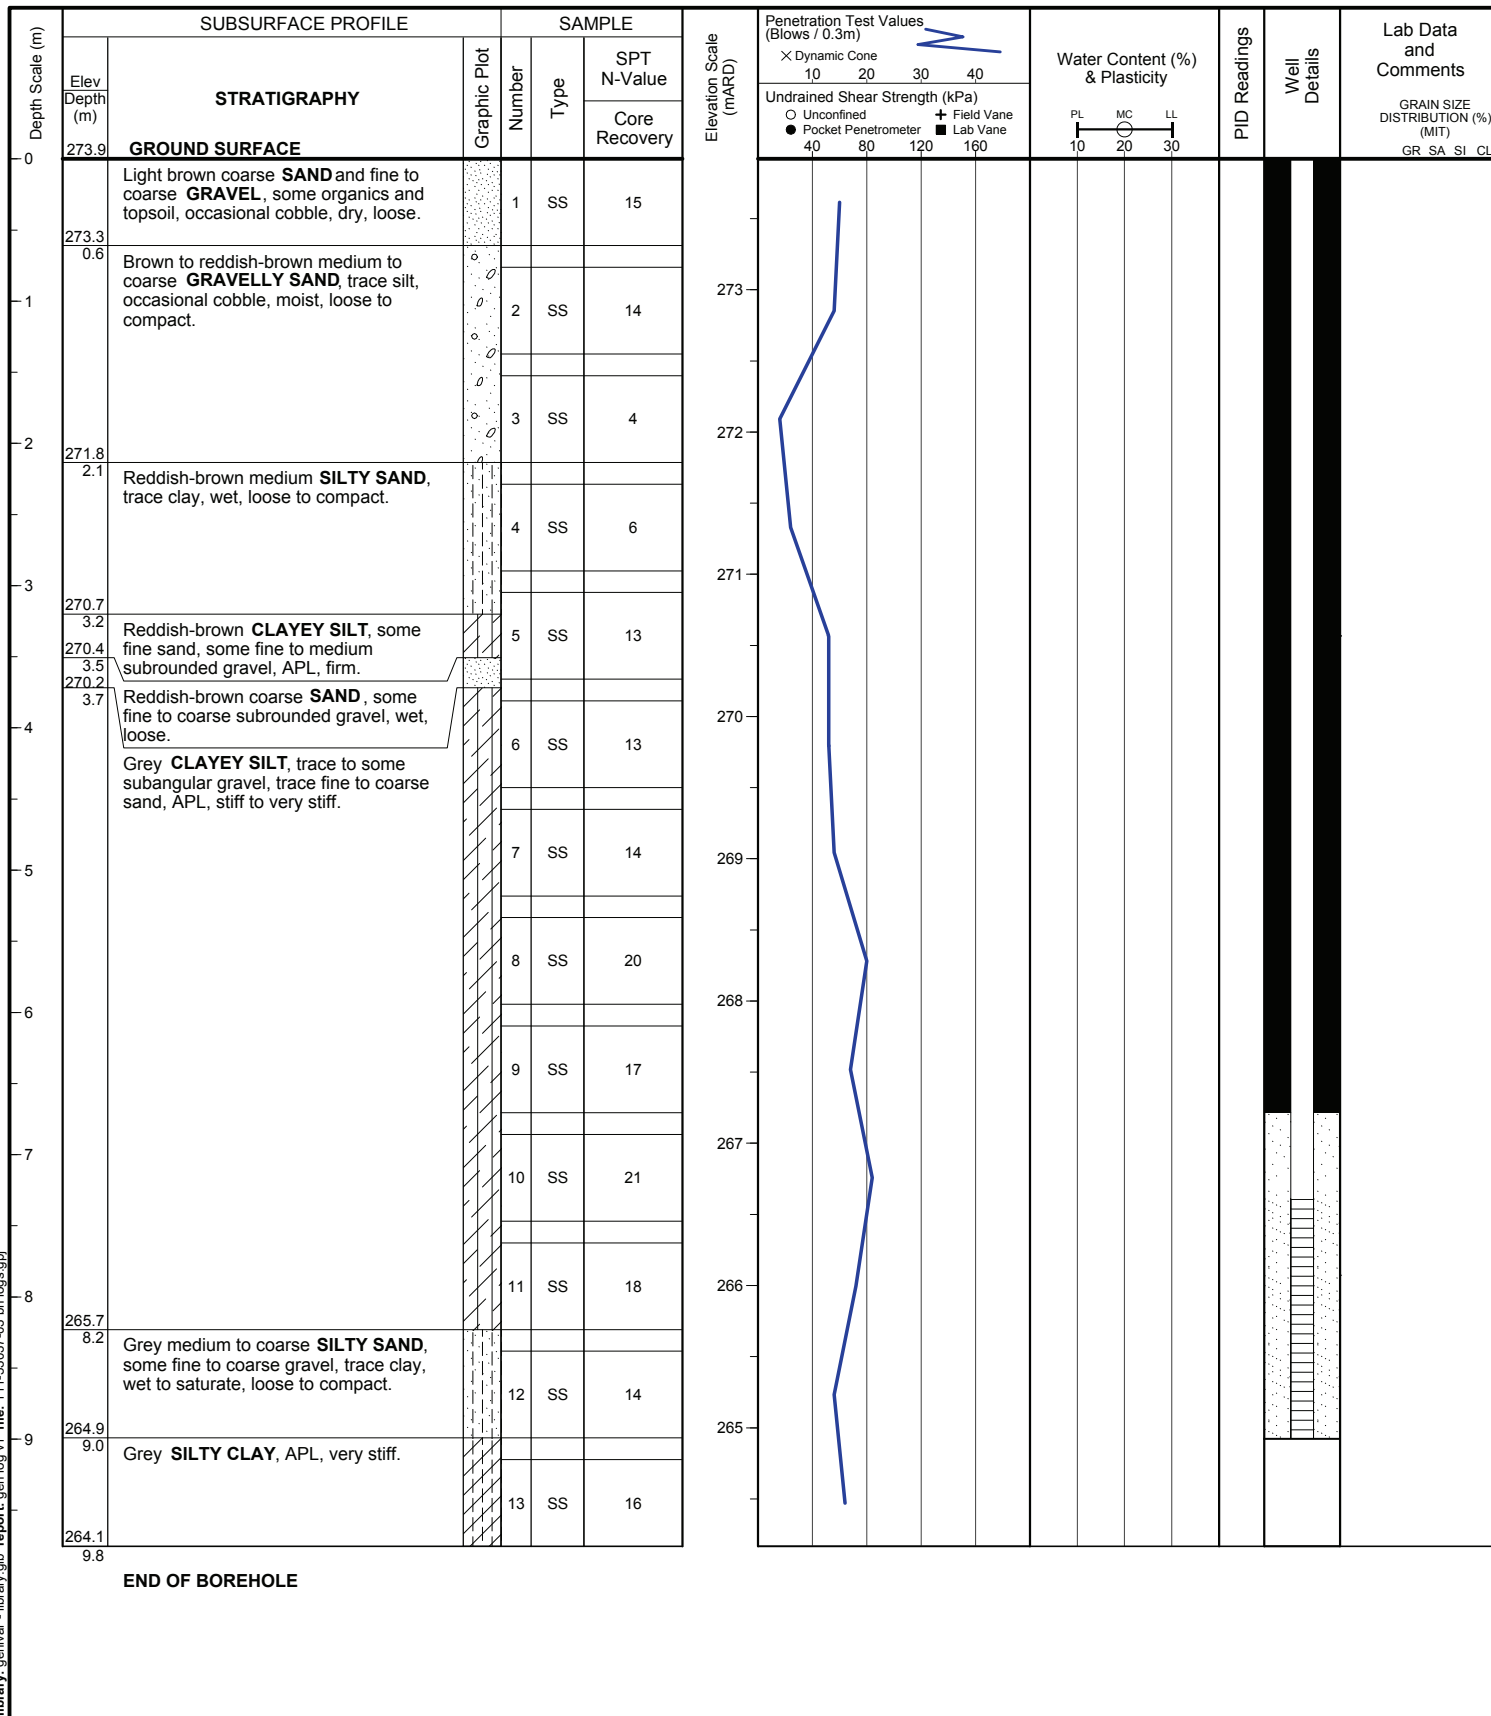 SUBSURFACE PROFILE
SAMPLE
Depth Scale (m)
Elev
Depth
(m)
STRATIGRAPHY
Graphic Plot
Number
Type
SPT
N-Value
Core
Recovery
Elevation Scale
(mARD)
Penetration Test Values
(Blows / 0.3m)
× Dynamic Cone
10 20 30 40
Undrained Shear Strength (kPa)
Unconfined + Field Vane
Pocket Penetrometer Lab Vane
40 80 120 160
Water Content (%)
& Plasticity
PL MC LL
10 20 30
PID Readings
Well
Details
Lab Data
and
Comments
GRAIN SIZE
DISTRIBUTION (%)
(MIT)
GR SA SI CL
273.9 GROUND SURFACE
0
Light brown coarse SAND and fine to
coarse GRAVEL, some organics and
topsoil, occasional cobble, dry, loose.
1 SS 15
273.3
0.6
Brown to reddish-brown medium to
coarse GRAVELLY SAND, trace silt,
occasional cobble, moist, loose to
compact.
1
2 SS 14
273
3 SS 4
272
2
271.8
2.1
Reddish-brown medium SILTY SAND,
trace clay, wet, loose to compact.
4 SS 6
271
3
270.7
3.2
Reddish-brown CLAYEY SILT, some
fine sand, some fine to medium
subrounded gravel, APL, firm.
5 SS 13
270.4
3.5
270.2
3.7
Reddish-brown coarse SAND, some
fine to coarse subrounded gravel, wet,
loose.
270
4
6 SS 13
Grey CLAYEY SILT, trace to some
subangular gravel, trace fine to coarse
sand, APL, stiff to very stiff.
7 SS 14
269
5
8 SS 20
268
6
9 SS 17
267
7
10 SS 21
266
8
11 SS 18
265.7
8.2
Grey medium to coarse SILTY SAND,
some fine to coarse gravel, trace clay,
wet to saturate, loose to compact.
12 SS 14
265
264.9
9
9.0
Grey SILTY CLAY, APL, very stiff.
13 SS 16
264.1
9.8
END OF BOREHOLE